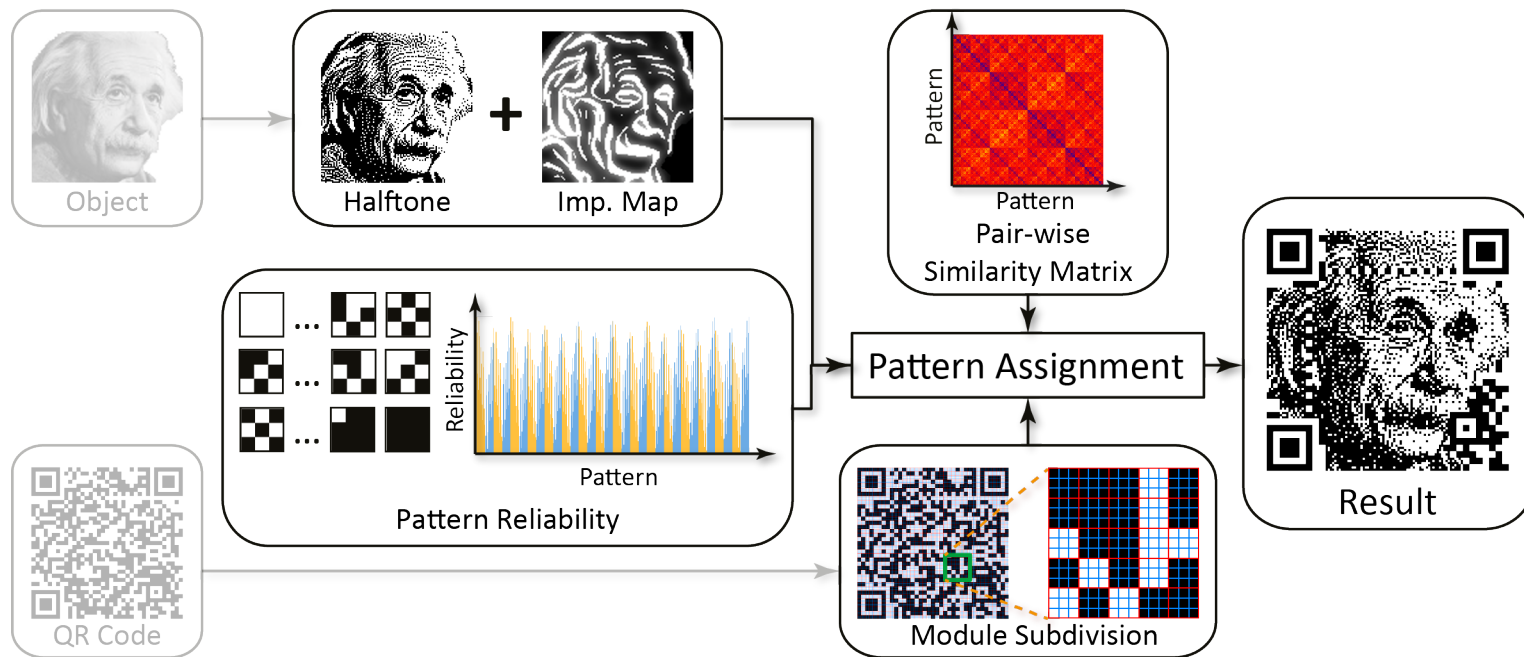 Object
Halftone
+
Imp. Map
Pattern
Pattern
Pair-wise
Similarity Matrix
...
...
...
Reliability
Pattern
Pattern Reliability
Pattern Assignment
QR Code
Module Subdivision
Result